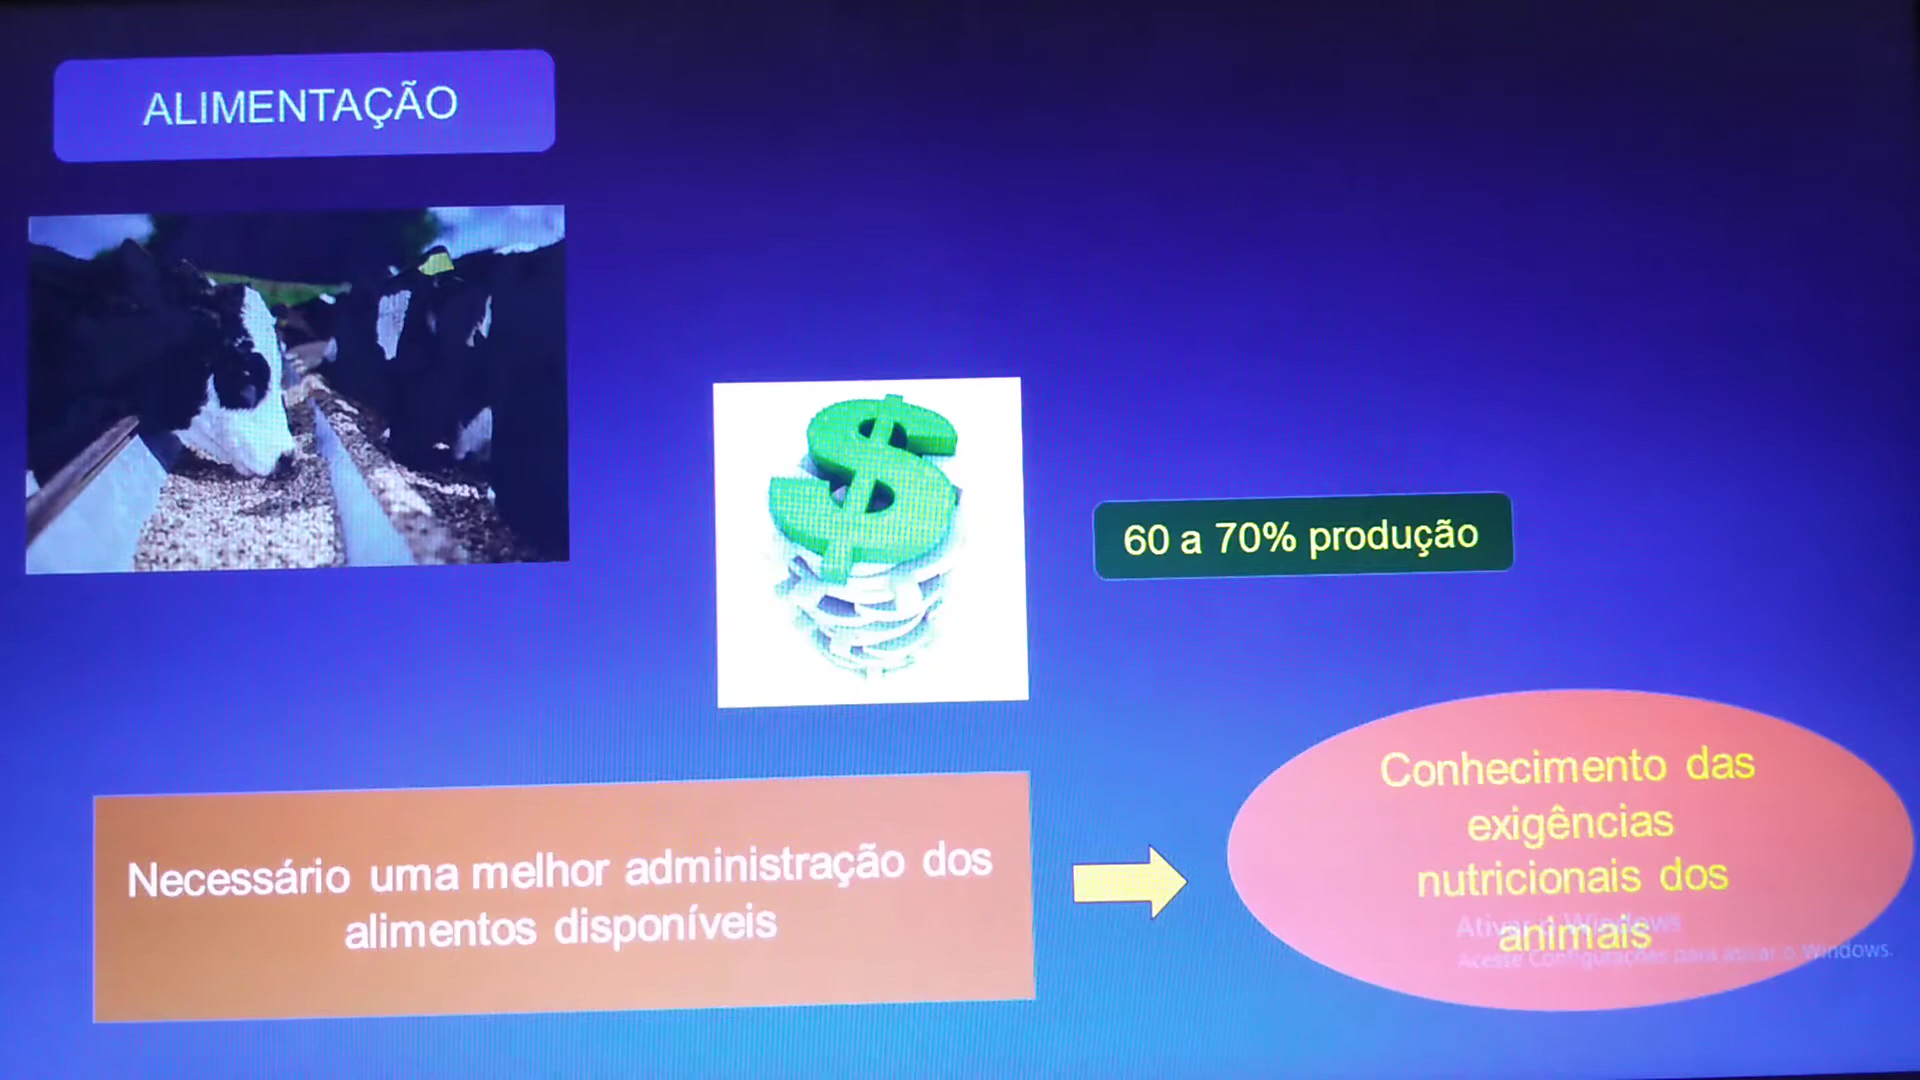 ALIMENTAÇÃO
60 a 70% produção
Necessário uma melhor administração dos
alimentos disponíveis
Conhecimento das
exigências
nutricionais dos
animais
Ativar o Windows
Acesse Configurações para ativar o Windows.